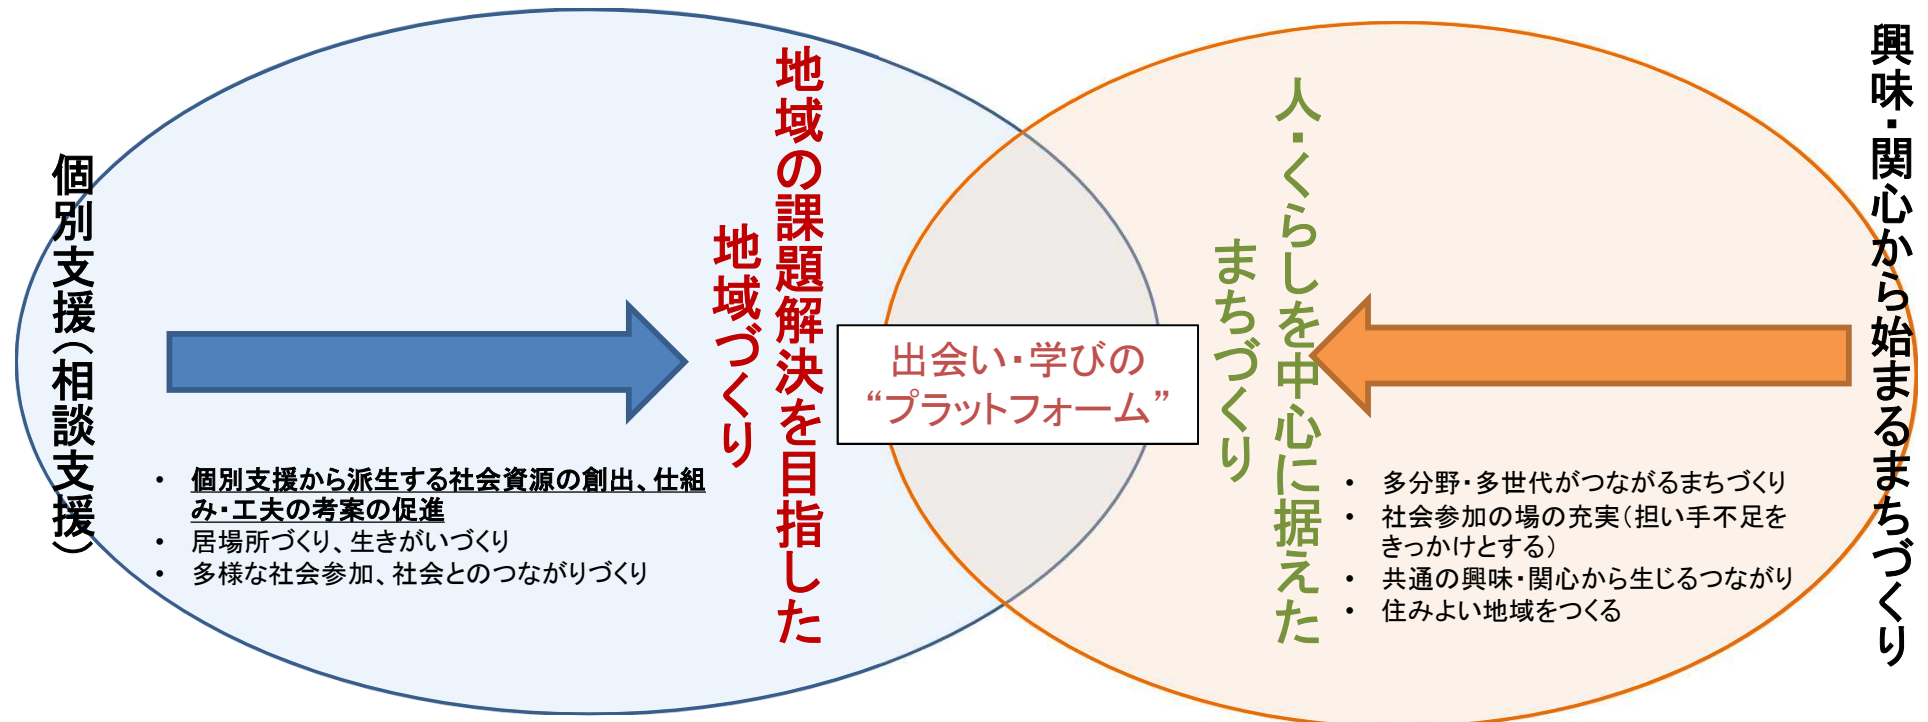 個別支援（相談支援）
地域の課題解決を目指した
地域づくり
• 個別支援から派生する社会資源の創出、仕組
み・工夫の考案の促進
• 居場所づくり、生きがいづくり
• 多様な社会参加、社会とのつながりづくり
出会い・学びの
“プラットフォーム”
人・くらしを中心に据えた
まちづくり
• 多分野・多世代がつながるまちづくり
• 社会参加の場の充実（担い手不足を
きっかけとする）
• 共通の興味・関心から生じるつながり
• 住みよい地域をつくる
興味・関心から始まるまちづくり